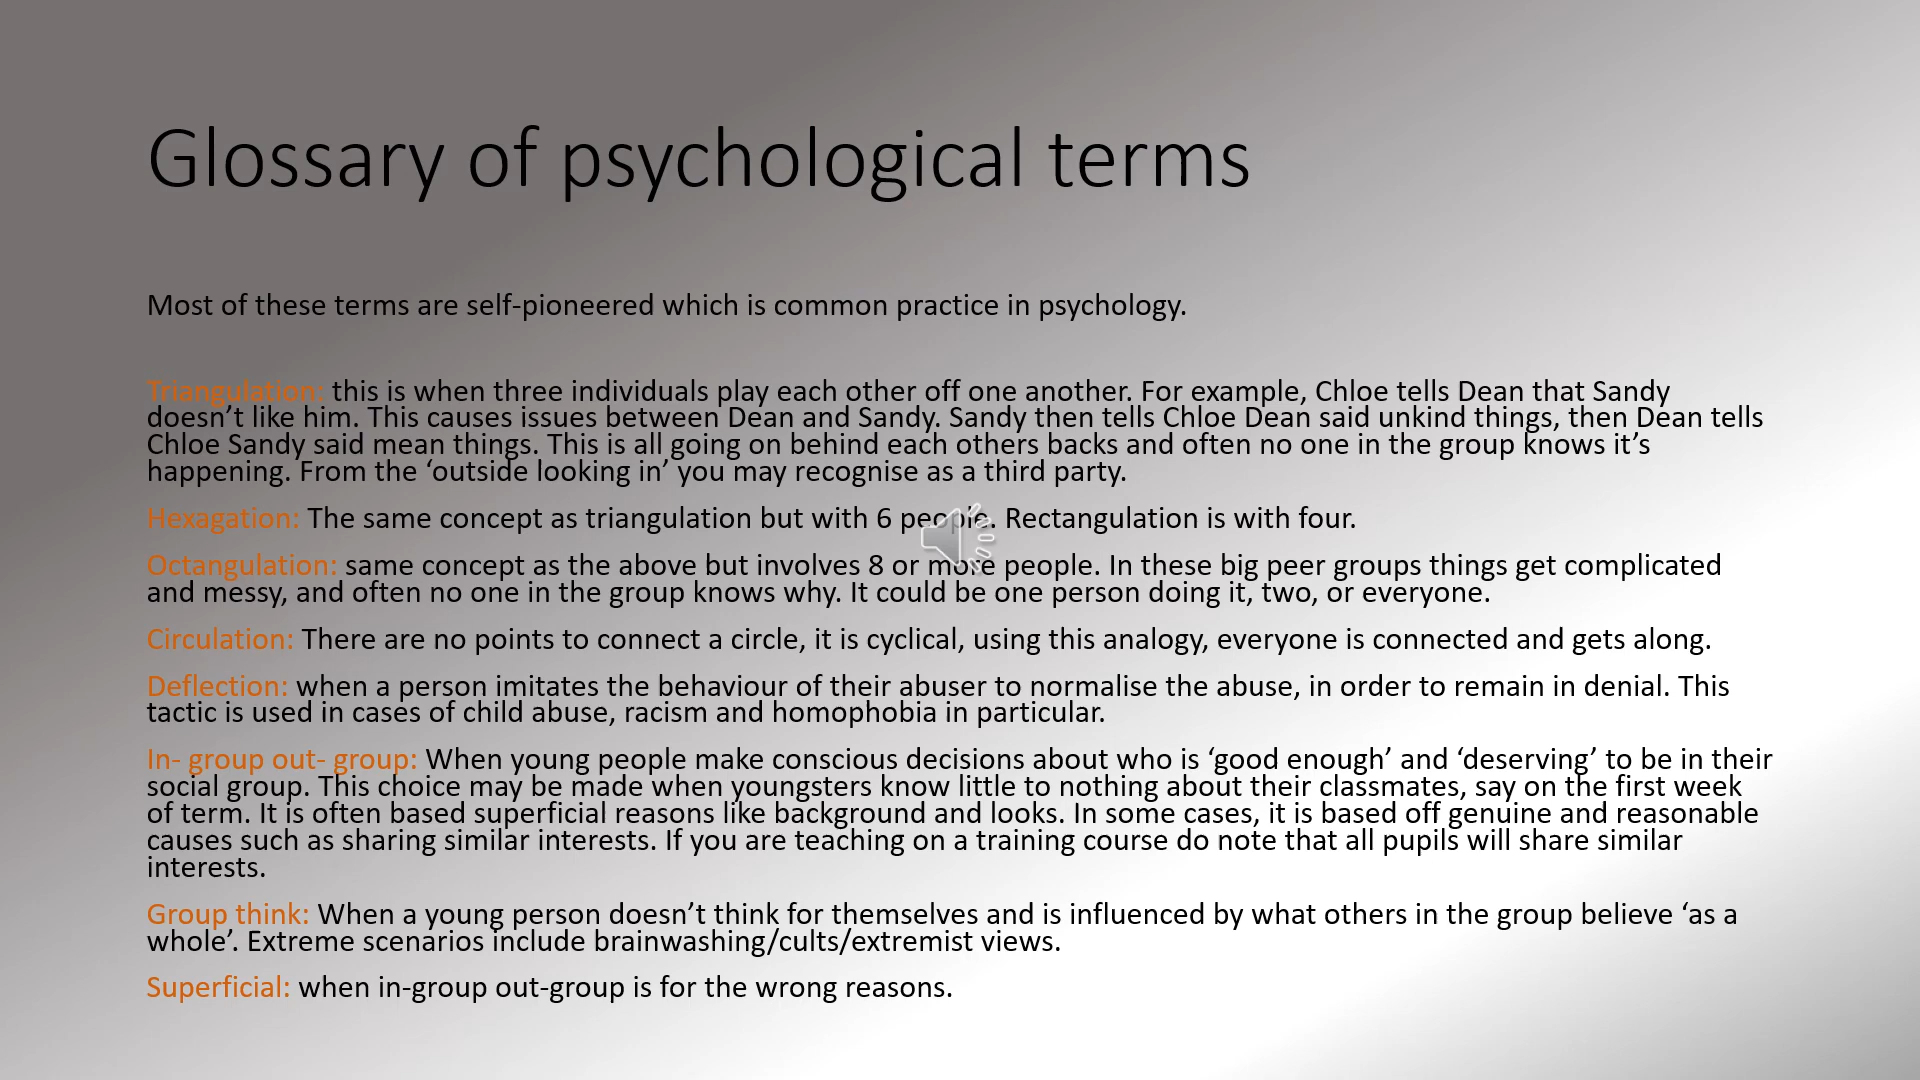 Glossary of psychological terms
Most of these terms are self-pioneered which is common practice in psychology.
Triangulation: this is when three individuals play each other off one another. For example, Chloe tells Dean that Sandy
doesn’t like him. This causes issues between Dean and Sandy. Sandy then tells Chloe Dean said unkind things, then Dean tells
Chloe Sandy said mean things. This is all going on behind each others backs and often no one in the group knows it’s
happening. From the ‘outside looking in’ you may recognise as a third party.
Hexagation: The same concept as triangulation but with 6 people. Rectangulation is with four.
Octangulation: same concept as the above but involves 8 or more people. In these big peer groups things get complicated
and messy, and often no one in the group knows why. It could be one person doing it, two, or everyone.
Circulation: There are no points to connect a circle, it is cyclical, using this analogy, everyone is connected and gets along.
Deflection: when a person imitates the behaviour of their abuser to normalise the abuse, in order to remain in denial. This
tactic is used in cases of child abuse, racism and homophobia in particular.
In- group out- group: When young people make conscious decisions about who is ‘good enough’ and ‘deserving’ to be in their
social group. This choice may be made when youngsters know little to nothing about their classmates, say on the first week
of term. It is often based superficial reasons like background and looks. In some cases, it is based off genuine and reasonable
causes such as sharing similar interests. If you are teaching on a training course do note that all pupils will share similar
interests.
Group think: When a young person doesn’t think for themselves and is influenced by what others in the group believe ‘as a
whole’. Extreme scenarios include brainwashing/cults/extremist views.
Superficial: when in-group out-group is for the wrong reasons.